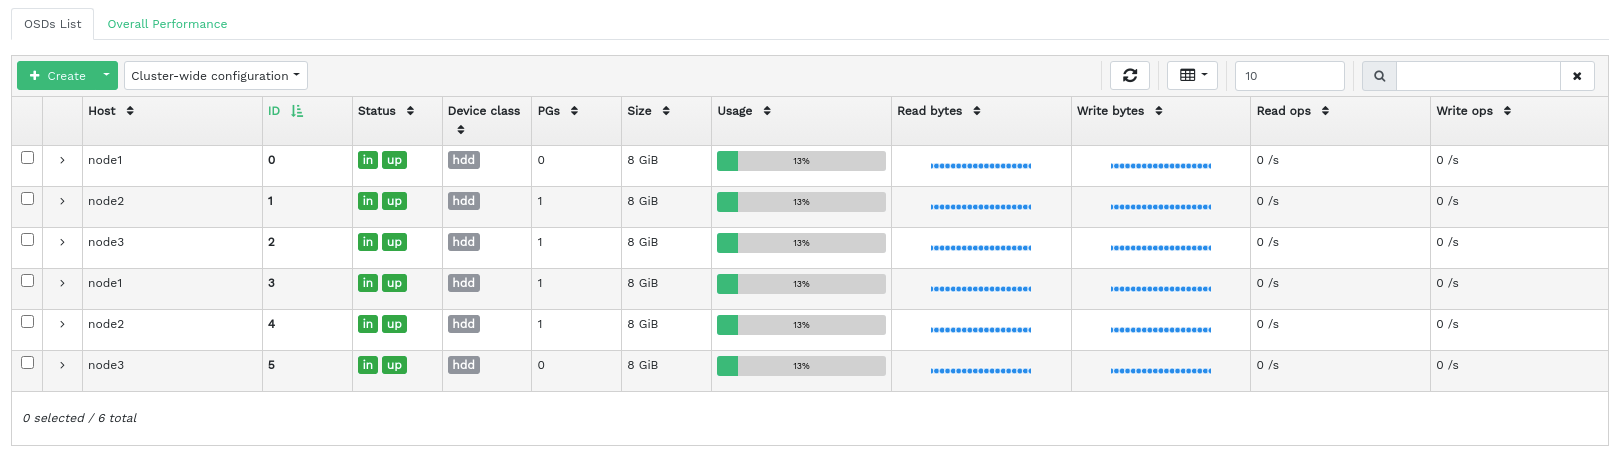 OSDs List Overall Performance
Create Cluster-wide configuration 10
Host ID Status Device class PGs Size Usage Read bytes Write bytes Read ops Write ops
node1 0 in up hdd 0 8 GiB 13% 0 /s 0 /s
node2 1 in up hdd 1 8 GiB 13% 0 /s 0 /s
node3 2 in up hdd 1 8 GiB 13% 0 /s 0 /s
node1 3 in up hdd 1 8 GiB 13% 0 /s 0 /s
node2 4 in up hdd 1 8 GiB 13% 0 /s 0 /s
node3 5 in up hdd 0 8 GiB 13% 0 /s 0 /s
0 selected / 6 total